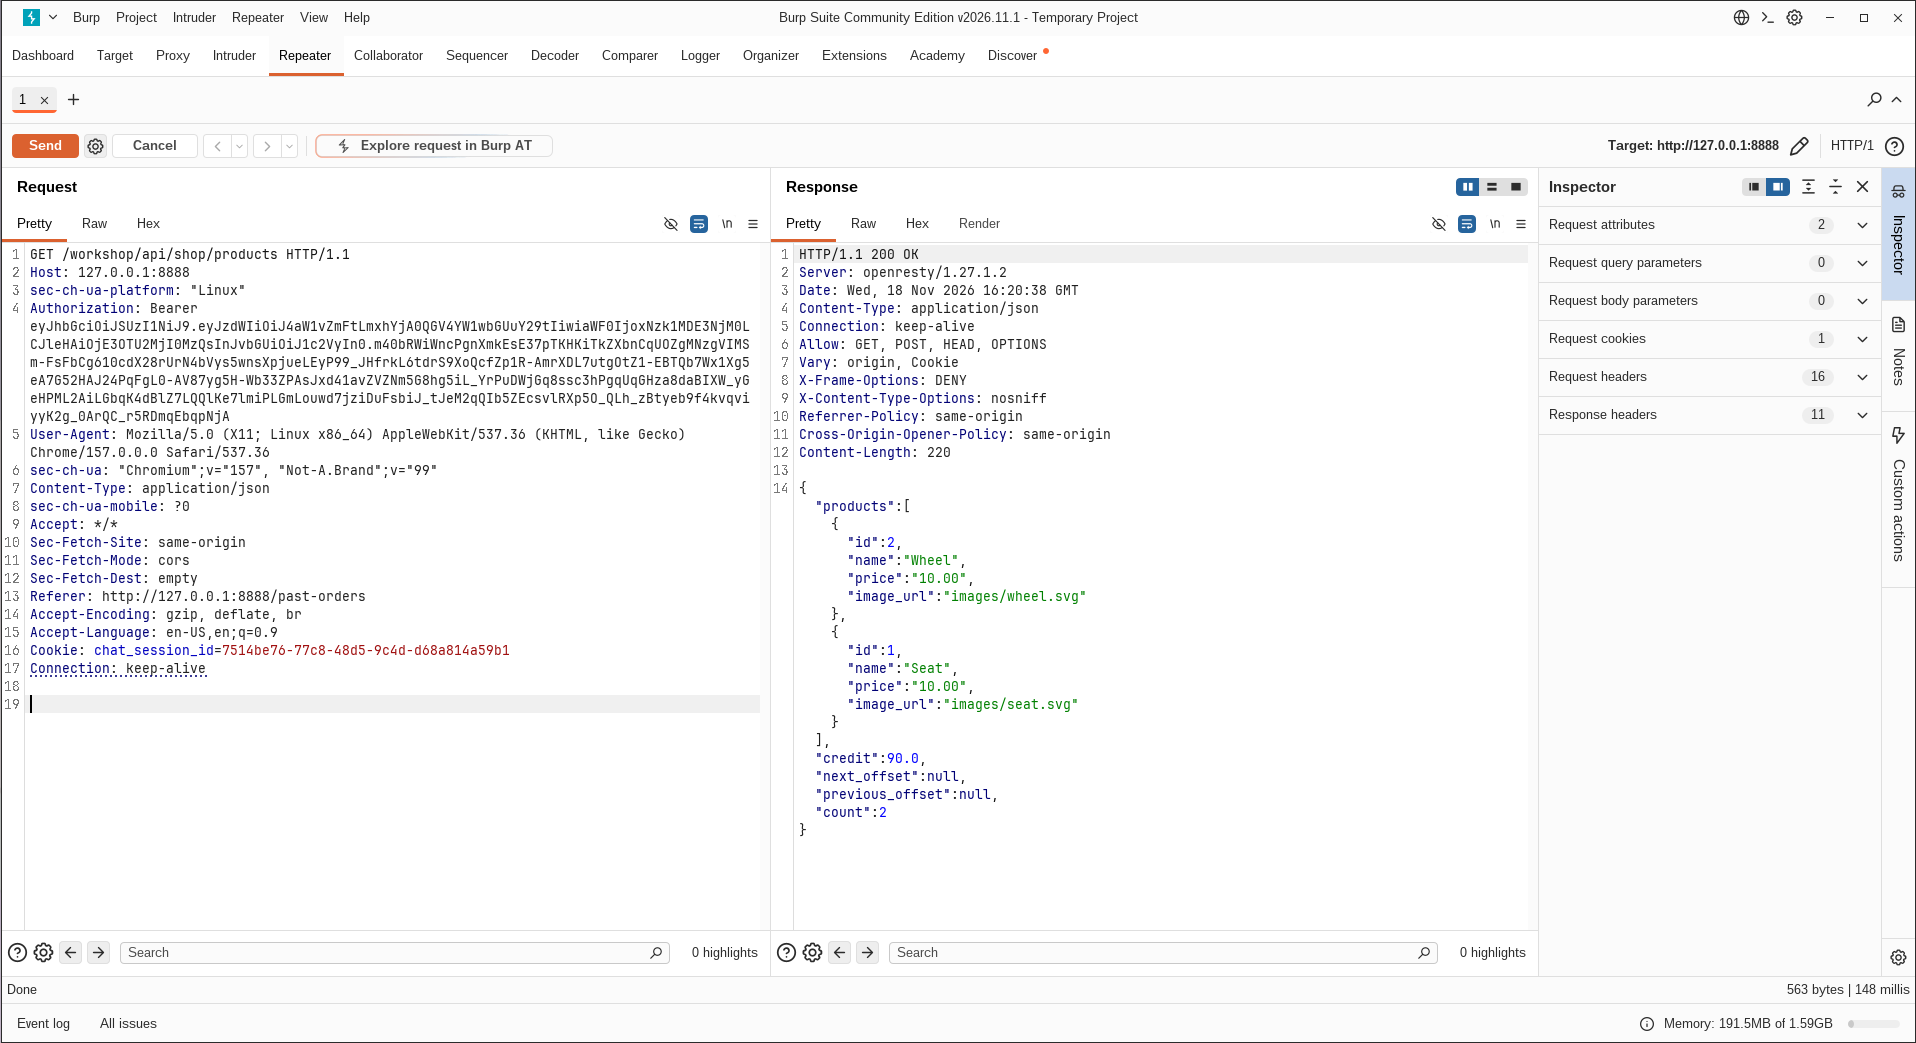 Burp Project Intruder Repeater View Help
Burp Suite Community Edition v2026.11.1 - Temporary Project
Dashboard Target Proxy Intruder Repeater Collaborator Sequencer Decoder Comparer Logger Organizer Extensions Academy Discover
1 × +
Send Cancel Explore request in Burp AT
Target: http://127.0.0.1:8888 HTTP/1
Request
Pretty Raw Hex
\n
1 GET /workshop/api/shop/products HTTP/1.1
2 Host: 127.0.0.1:8888
3 sec-ch-ua-platform: "Linux"
4 Authorization: Bearer
eyJhbGciOiJSUzI1NiJ9.eyJzdWIiOiJ4aW1vZmFtLmxhYjA0QGV4YW1wbGUuY29tIiwiaWF0IjoxNzk1MDE3NjM0L
CJleHAiOjE3OTU2MjI0MzQsInJvbGUiOiJ1c2VyIn0.m40bRWiWncPgnXmkEsE37pTKHKiTkZXbnCqUOZgMNzgVIMS
m-FsFbCg610cdX28rUrN4bVys5wnsXpjueLEyP99_JHfrkL6tdrS9XoQcfZp1R-AmrXDL7utgOtZ1-EBTQb7Wx1Xg5
eA7G52HAJ24PqFgL0-AV87yg5H-Wb33ZPAsJxd41avZVZNm5G8hg5iL_YrPuDWjGq8ssc3hPgqUqGHza8daBIXW_yG
eHPML2AiLGbqK4dBlZ7LQQlKe7lmiPLGmLouwd7jziDuFsbiJ_tJeM2qQIb5ZEcsvlRXp5O_QLh_zBtyeb9f4kvqvi
yyK2g_0ArQC_r5RDmqEbqpNjA
5 User-Agent: Mozilla/5.0 (X11; Linux x86_64) AppleWebKit/537.36 (KHTML, like Gecko)
Chrome/157.0.0.0 Safari/537.36
6 sec-ch-ua: "Chromium";v="157", "Not-A.Brand";v="99"
7 Content-Type: application/json
8 sec-ch-ua-mobile: ?0
9 Accept: */*
10 Sec-Fetch-Site: same-origin
11 Sec-Fetch-Mode: cors
12 Sec-Fetch-Dest: empty
13 Referer: http://127.0.0.1:8888/past-orders
14 Accept-Encoding: gzip, deflate, br
15 Accept-Language: en-US,en;q=0.9
16 Cookie: chat_session_id=7514be76-77c8-48d5-9c4d-d68a814a59b1
17 Connection: keep-alive
18
19
Search
0 highlights
Response
Pretty Raw Hex Render
\n
1 HTTP/1.1 200 OK
2 Server: openresty/1.27.1.2
3 Date: Wed, 18 Nov 2026 16:20:38 GMT
4 Content-Type: application/json
5 Connection: keep-alive
6 Allow: GET, POST, HEAD, OPTIONS
7 Vary: origin, Cookie
8 X-Frame-Options: DENY
9 X-Content-Type-Options: nosniff
10 Referrer-Policy: same-origin
11 Cross-Origin-Opener-Policy: same-origin
12 Content-Length: 220
13
14 {
"products":[
{
"id":2,
"name":"Wheel",
"price":"10.00",
"image_url":"images/wheel.svg"
},
{
"id":1,
"name":"Seat",
"price":"10.00",
"image_url":"images/seat.svg"
}
],
"credit":90.0,
"next_offset":null,
"previous_offset":null,
"count":2
}
Search
0 highlights
Inspector
Request attributes 2
Request query parameters 0
Request body parameters 0
Request cookies 1
Request headers 16
Response headers 11
Inspector
Notes
Custom actions
Done
563 bytes | 148 millis
Event log All issues
Memory: 191.5MB of 1.59GB